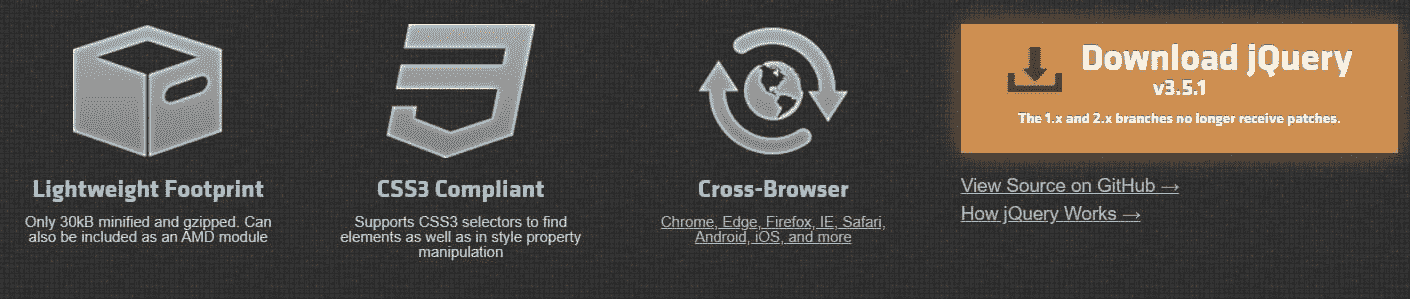 Lightweight Footprint
Only 30kB minified and gzipped. Can
also be included as an AMD module
CSS3 Compliant
Supports CSS3 selectors to find
elements as well as in style property
manipulation
Cross-Browser
Chrome, Edge, Firefox, IE, Safari,
Android, iOS, and more
Download jQuery
v3.5.1
The 1.x and 2.x branches no longer receive patches.
View Source on GitHub →
How jQuery Works →